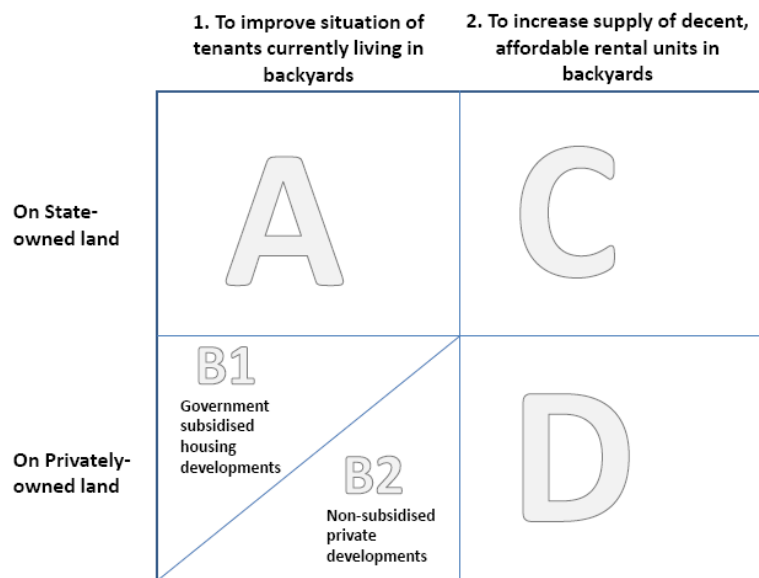 1. To improve situation of
tenants currently living in
backyards
2. To increase supply of decent,
affordable rental units in
backyards
On State-
owned land
A
C
On Privately-
owned land
B1
Government
subsidised
housing
developments
B2
Non-subsidised
private
developments
D